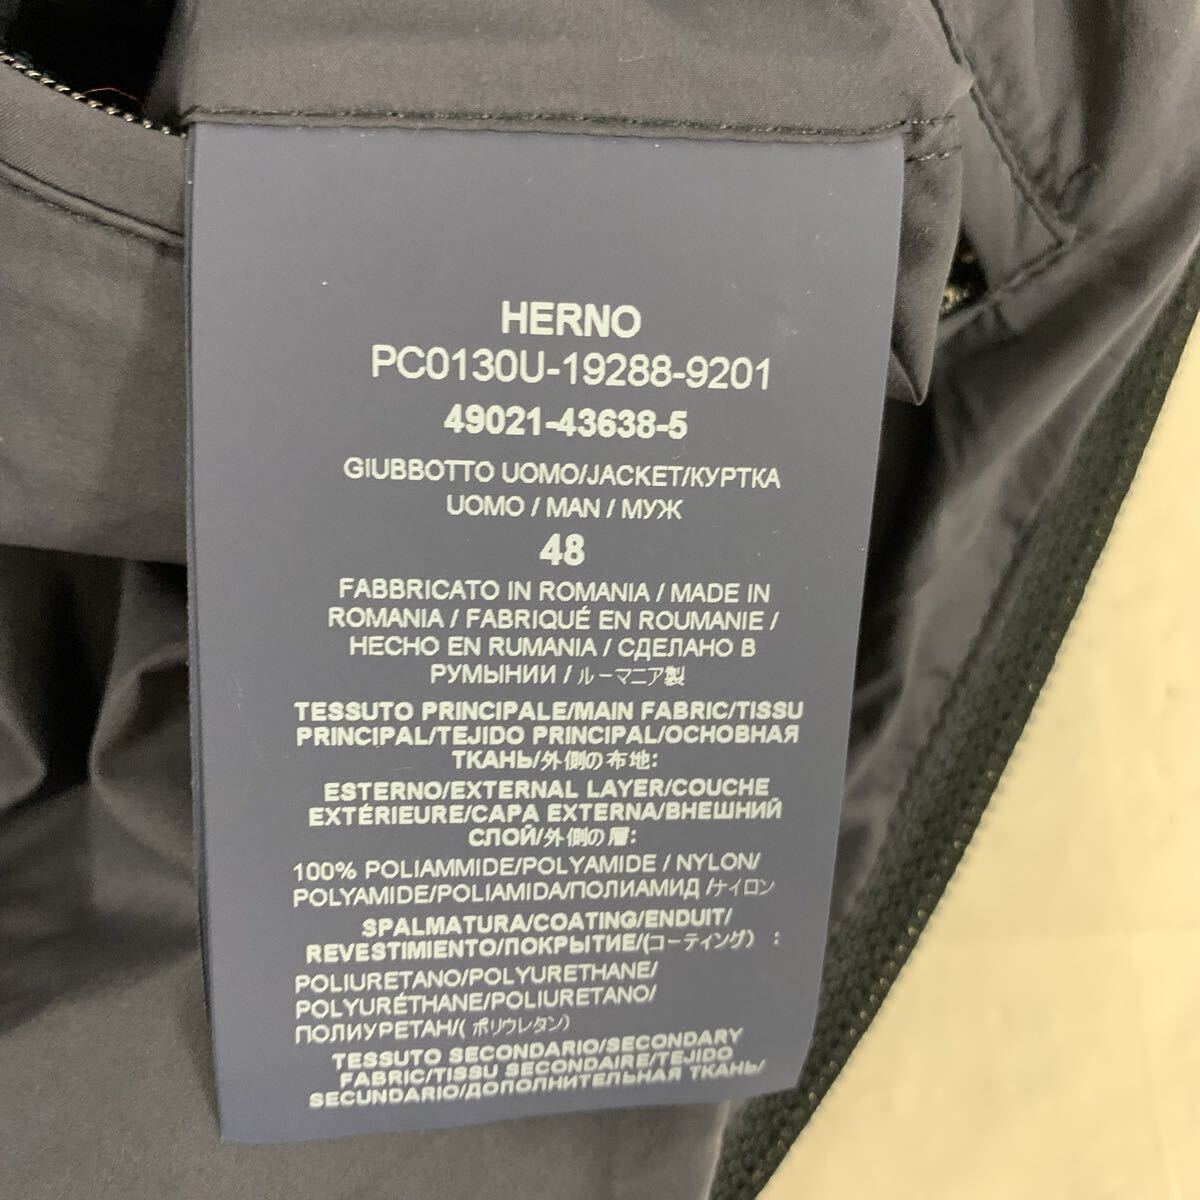 HERNO
PC0130U-19288-9201
49021-43638-5
GIUBBOTTO UOMO/JACKET/КУРТКА
UOMO / MAN / МУЖ
48
FABBRICATO IN ROMANIA / MADE IN
ROMANIA / FABRIQUÉ EN ROUMANIE /
HECHO EN RUMANIA / СДЕЛАНО В
РУМЫНИИ / ルーマニア製
TESSUTO PRINCIPALE/MAIN FABRIC/TISSU
PRINCIPAL/TEJIDO PRINCIPAL/ОСНОВНАЯ
ТКАНЬ/外側の布地:
ESTERNO/EXTERNAL LAYER/COUCHE
EXTÉRIEURE/CAPA EXTERNA/ВНЕШНИЙ
СЛОЙ/外側の層:
100% POLIAMMIDE/POLYAMIDE / NYLON/
POLYAMIDE/POLIAMIDA/ПОЛИАМИД /ナイロン
SPALMATURA/COATING/ENDUIT/
REVESTIMIENTO/ПОКРЫТИЕ/(コーティング) :
POLIURETANO/POLYURETHANE/
POLYURÉTHANE/POLIURETANO/
ПОЛИУРЕТАН/( ポリウレタン)
TESSUTO SECONDARIO/SECONDARY
FABRIC/TISSU SECONDAIRE/TEJIDO
SECUNDARIO/ДОПОЛНИТЕЛЬНАЯ ТКАНЬ/